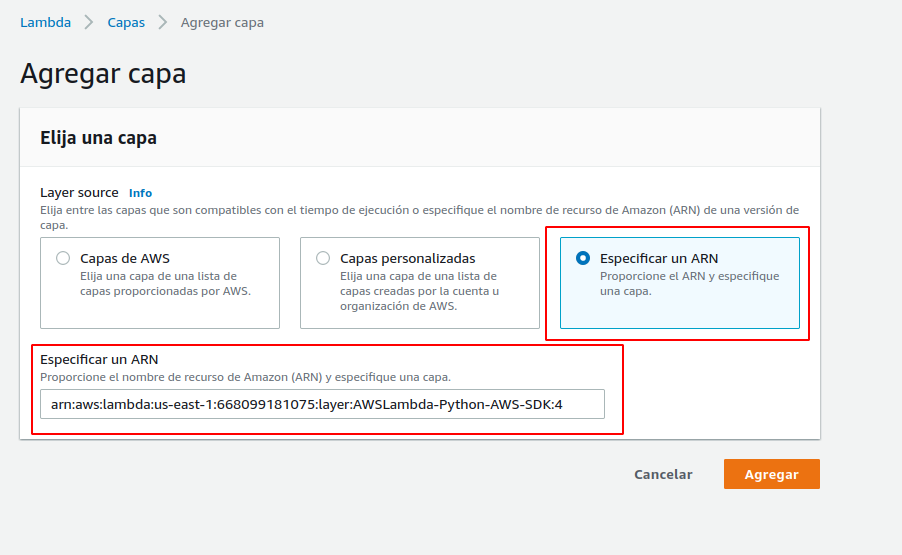 Lambda > Capas > Agregar capa
Agregar capa
Elija una capa
Layer source Info
Elija entre las capas que son compatibles con el tiempo de ejecución o especifique el nombre de recurso de Amazon (ARN) de una versión de
capa.
Capas de AWS
Elija una capa de una lista de
capas proporcionadas por AWS.
Capas personalizadas
Elija una capa de una lista de
capas creadas por la cuenta u
organización de AWS.
Especificar un ARN
Proporcione el ARN y especifique
una capa.
Especificar un ARN
Proporcione el nombre de recurso de Amazon (ARN) y especifique una capa.
arn:aws:lambda:us-east-1:668099181075:layer:AWSLambda-Python-AWS-SDK:4
Cancelar
Agregar